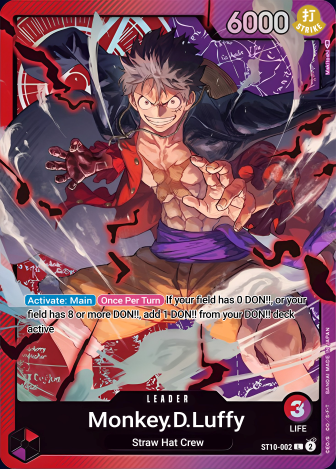 6000
打
STRIKE
Activate: Main Once Per Turn If your field has 0 DON!!, or your
field has 8 or more DON!!, add 1 DON!! from your DON!! deck
active
LEADER
Monkey.D.Luffy
Straw Hat Crew
3
LIFE
ST10-002 L 2